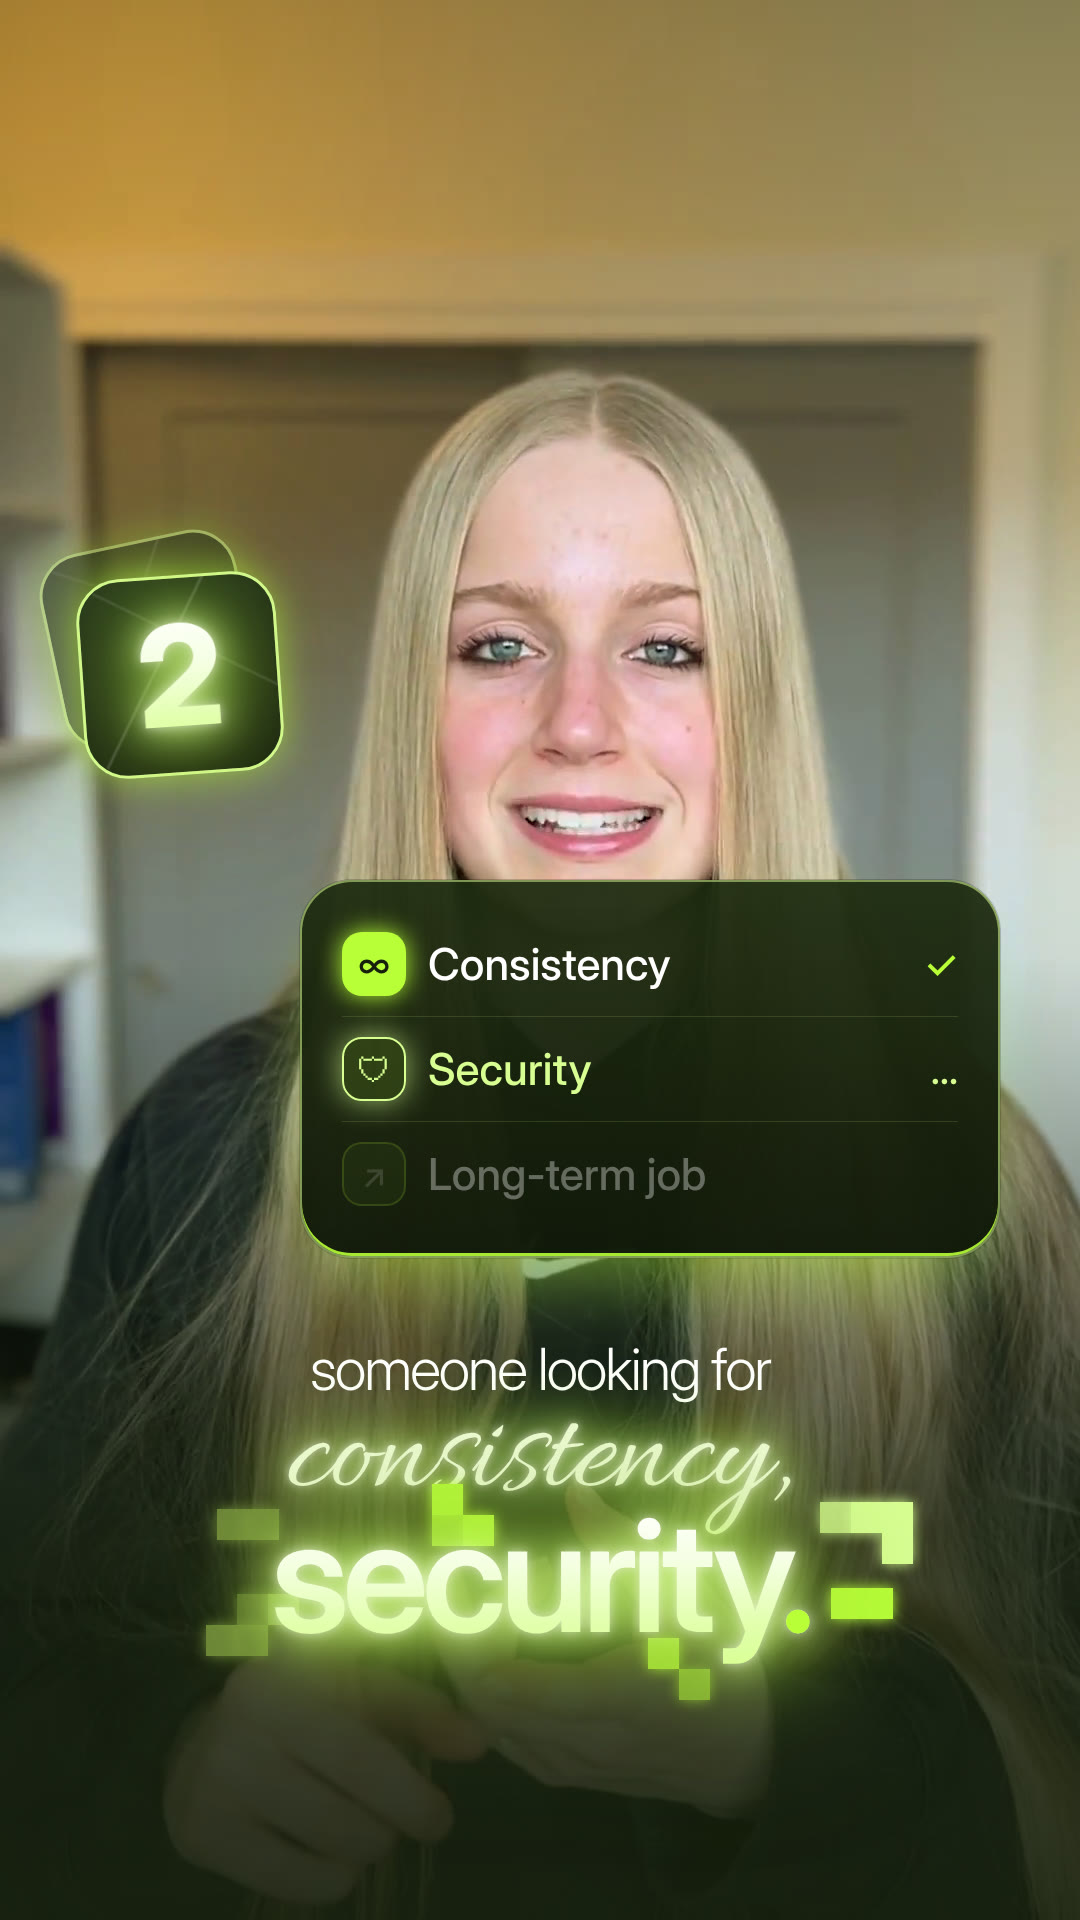 2
Consistency
Security
...
Long-term job
someone looking for
consistency,
security.